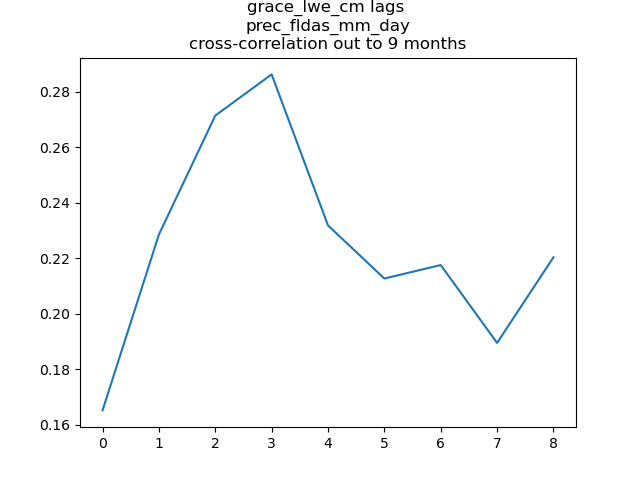 grace_lwe_cm lags
prec_fldas_mm_day
cross-correlation out to 9 months
0.28
0.26
0.24
0.22
0.20
0.18
0.16
0 1 2 3 4 5 6 7 8